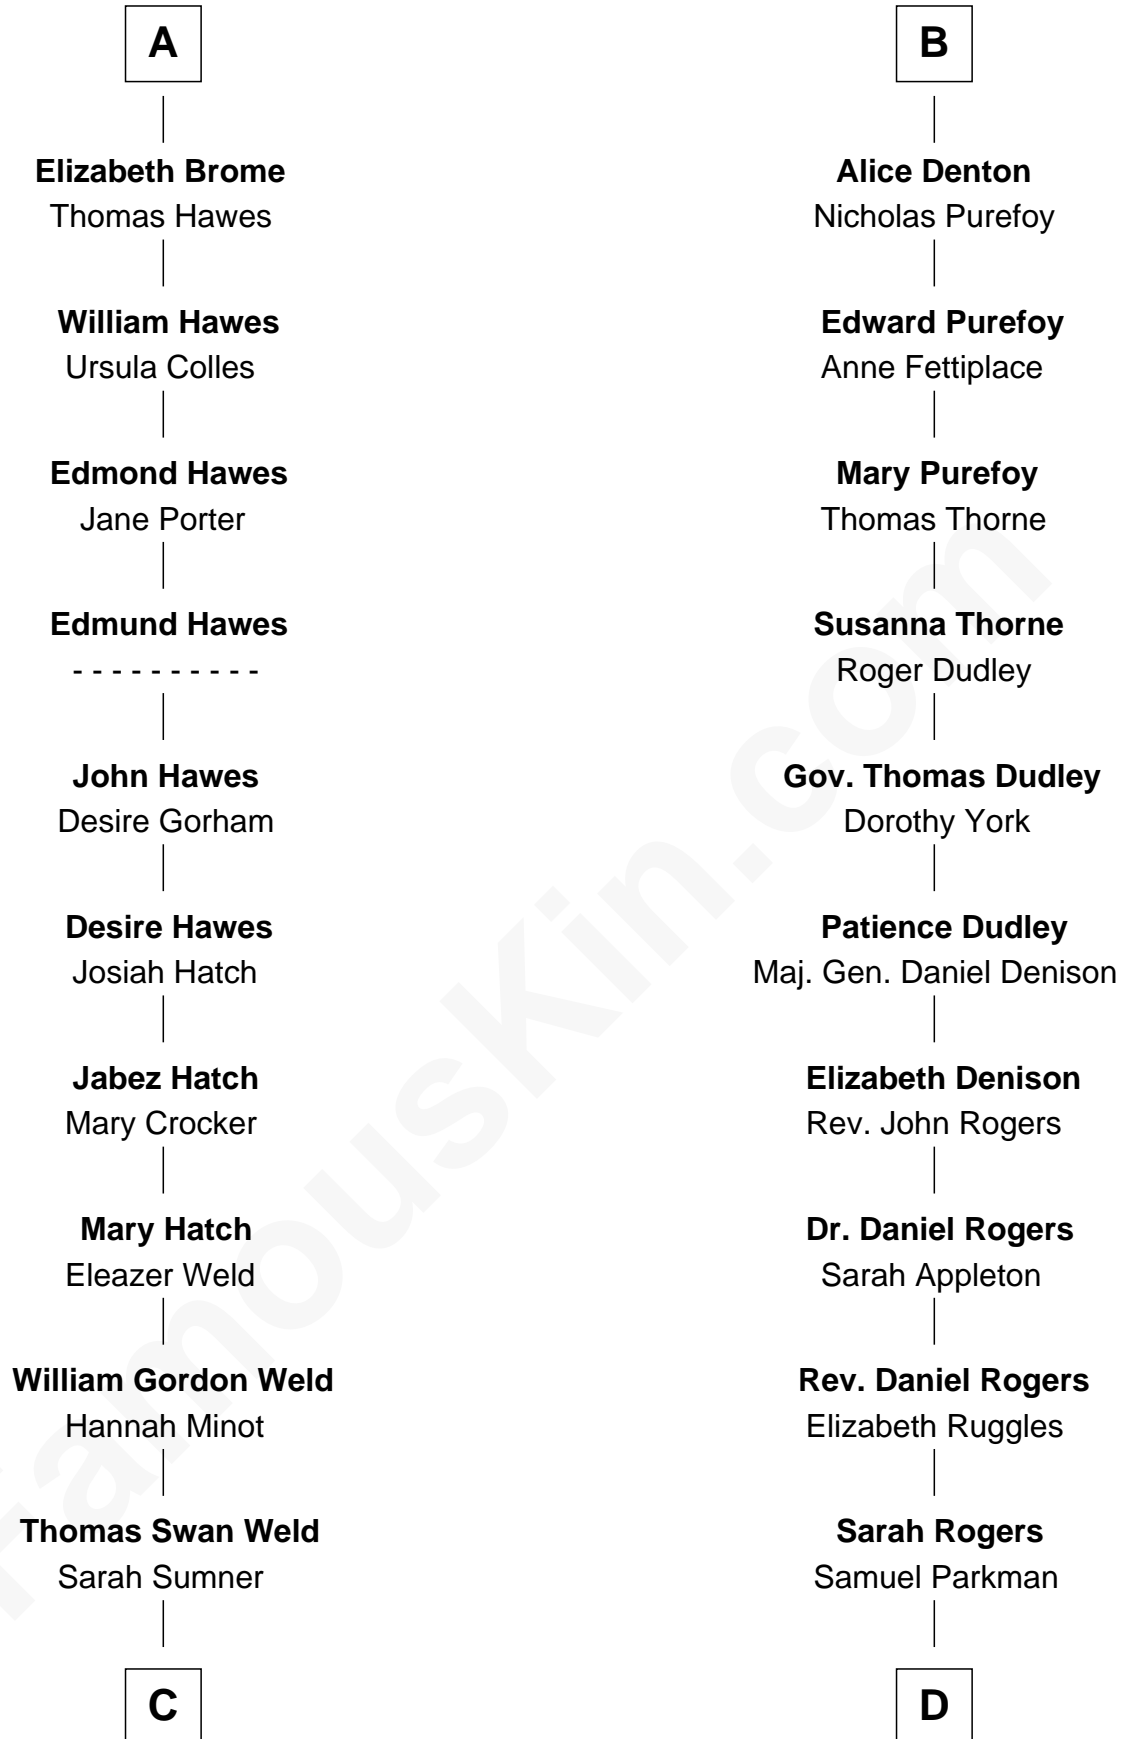 A
Elizabeth Brome
Thomas Hawes
William Hawes
Ursula Colles
Edmond Hawes
Jane Porter
Edmund Hawes
- - - - - - - - - -
John Hawes
Desire Gorham
Desire Hawes
Josiah Hatch
Jabez Hatch
Mary Crocker
Mary Hatch
Eleazer Weld
William Gordon Weld
Hannah Minot
Thomas Swan Weld
Sarah Sumner
C
B
Alice Denton
Nicholas Purefoy
Edward Purefoy
Anne Fettiplace
Mary Purefoy
Thomas Thorne
Susanna Thorne
Roger Dudley
Gov. Thomas Dudley
Dorothy York
Patience Dudley
Maj. Gen. Daniel Denison
Elizabeth Denison
Rev. John Rogers
Dr. Daniel Rogers
Sarah Appleton
Rev. Daniel Rogers
Elizabeth Ruggles
Sarah Rogers
Samuel Parkman
D
FamousKin.com